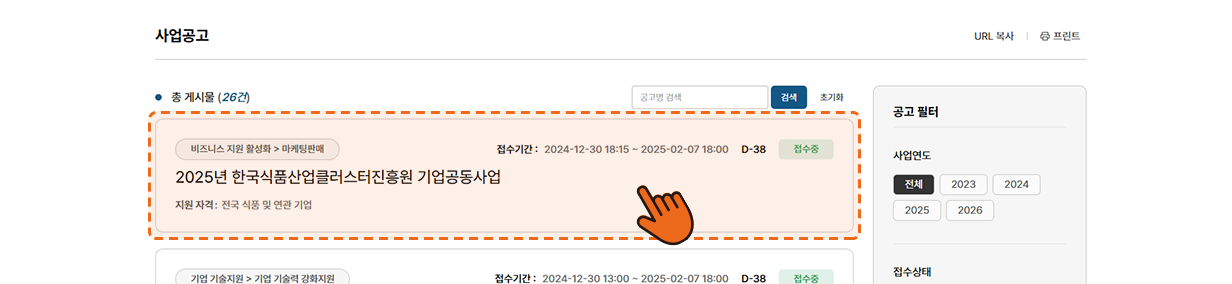 사업공고
URL 복사 | 프린트
총 게시물 (26건)
공고명 검색
검색
초기화
비즈니스 지원 활성화 > 마케팅판매
접수기간 : 2024-12-30 18:15 ~ 2025-02-07 18:00 D-38 접수중
2025년 한국식품산업클러스터진흥원 기업공동사업
지원 자격 : 전국 식품 및 연관 기업
기업 기술지원 > 기업 기술력 강화지원
접수기간 : 2024-12-30 13:00 ~ 2025-02-07 18:00 D-38 접수중
공고 필터
사업연도
전체 2023 2024
2025 2026
접수상태